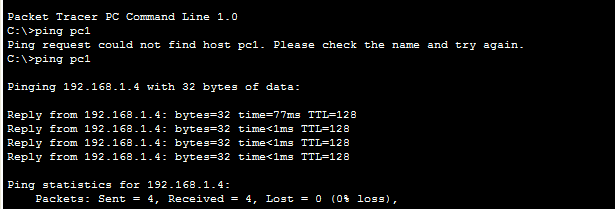 Packet Tracer PC Command Line 1.0
C:\>ping pc1
Ping request could not find host pc1. Please check the name and try again.
C:\>ping pc1
Pinging 192.168.1.4 with 32 bytes of data:
Reply from 192.168.1.4: bytes=32 time=77ms TTL=128
Reply from 192.168.1.4: bytes=32 time<1ms TTL=128
Reply from 192.168.1.4: bytes=32 time<1ms TTL=128
Reply from 192.168.1.4: bytes=32 time<1ms TTL=128
Ping statistics for 192.168.1.4:
Packets: Sent = 4, Received = 4, Lost = 0 (0% loss),